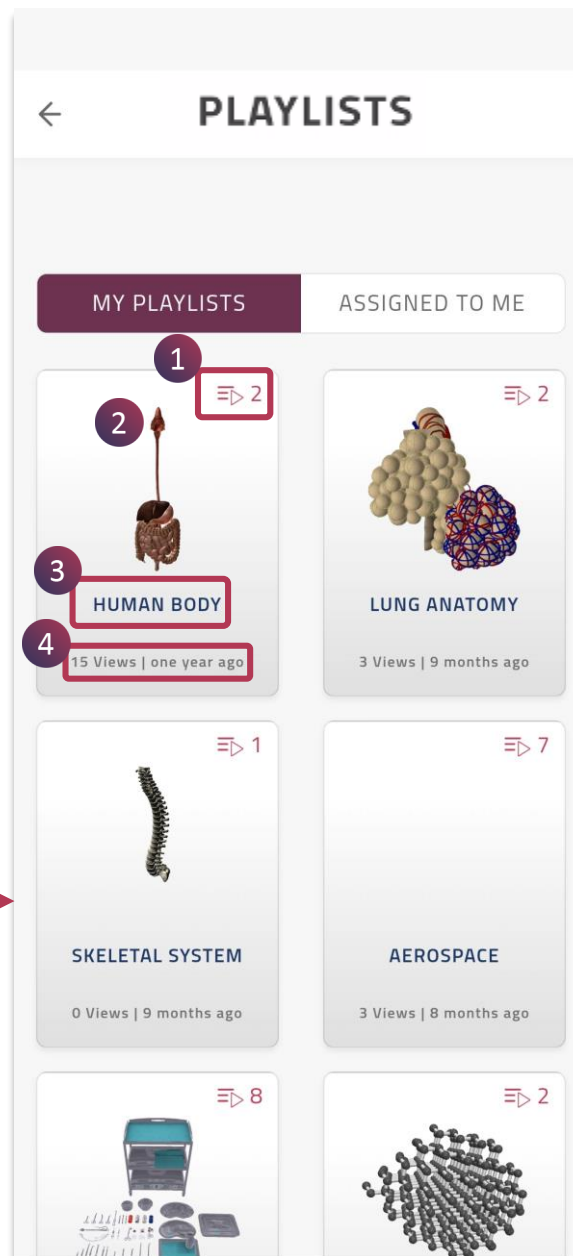 PLAYLISTS
MY PLAYLISTS ASSIGNED TO ME
1
2 2
2
3
HUMAN BODY LUNG ANATOMY
4
15 Views | one year ago 3 Views | 9 months ago
1 7
SKELETAL SYSTEM AEROSPACE
0 Views | 9 months ago 3 Views | 8 months ago
8 2